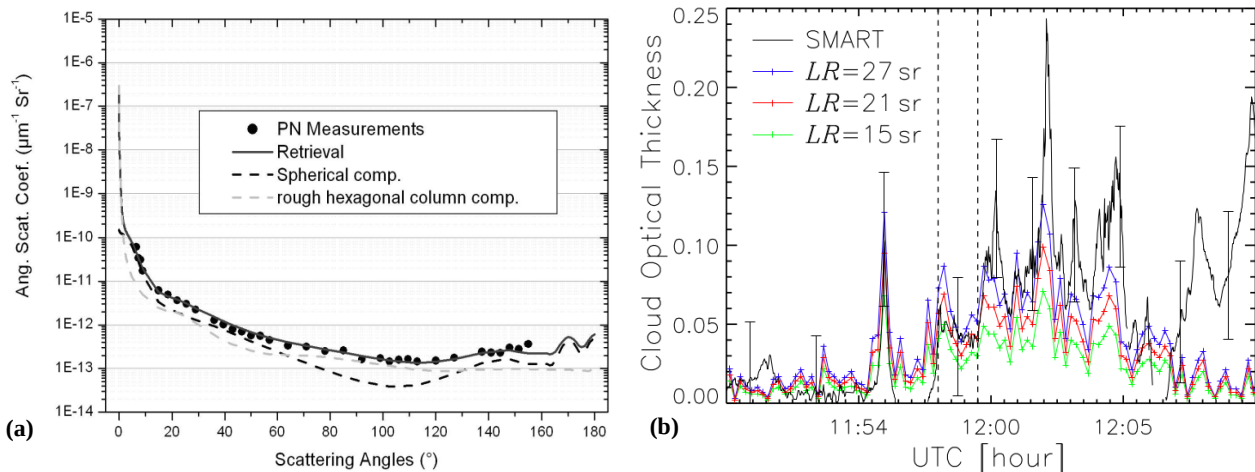 1E-5
1E-6
1E-7
1E-8
1E-9
1E-10
1E-11
1E-12
1E-13
1E-14
Ang. Scat. Coef. (µm⁻¹ Sr⁻¹)
PN Measurements
Retrieval
Spherical comp.
rough hexagonal column comp.
0 20 40 60 80 100 120 140 160 180
Scattering Angles (°)
(a)
0.25
0.20
0.15
0.10
0.05
0.00
Cloud Optical Thickness
SMART
LR=27 sr
LR=21 sr
LR=15 sr
11:54 12:00 12:05
UTC [hour]
(b)